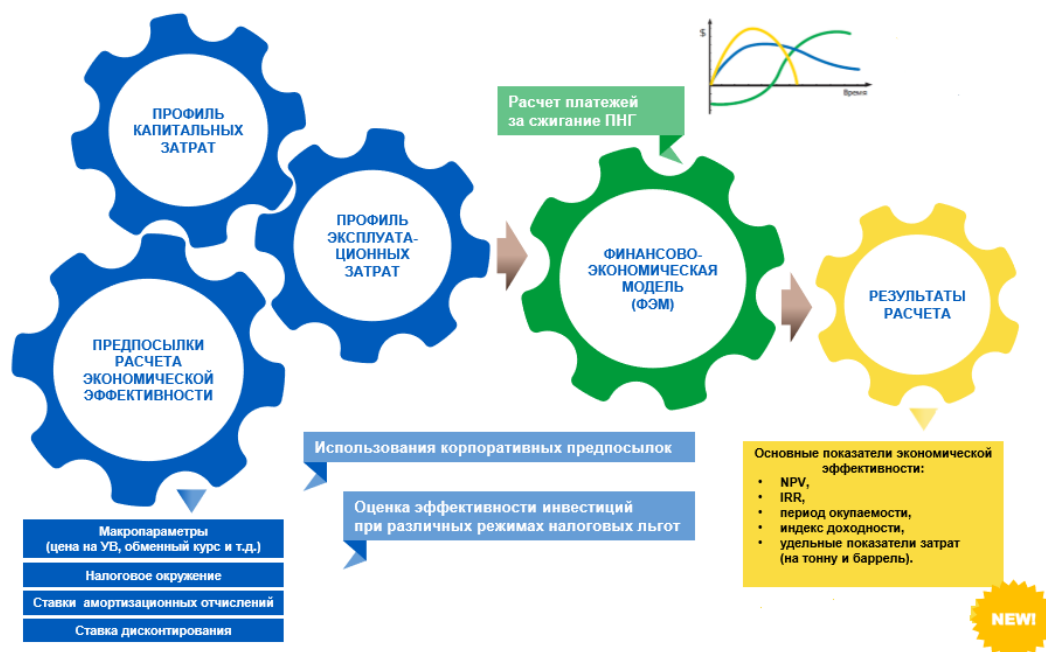 ПРОФИЛЬ
КАПИТАЛЬНЫХ
ЗАТРАТ
ПРОФИЛЬ
ЭКСПЛУАТА-
ЦИОННЫХ
ЗАТРАТ
ПРЕДПОСЫЛКИ
РАСЧЕТА
ЭКОНОМИЧЕСКОЙ
ЭФФЕКТИВНОСТИ
Макропараметры
(цена на УВ, обменный курс и т.д.)
Налоговое окружение
Ставки амортизационных отчислений
Ставка дисконтирования
Использования корпоративных предпосылок
Оценка эффективности инвестиций
при различных режимах налоговых льгот
Расчет платежей
за сжигание ПНГ
$
Время
ФИНАНСОВО-
ЭКОНОМИЧЕСКАЯ
МОДЕЛЬ
(ФЭМ)
РЕЗУЛЬТАТЫ
РАСЧЕТА
Основные показатели экономической
эффективности:
• NPV,
• IRR,
• период окупаемости,
• индекс доходности,
• удельные показатели затрат
(на тонну и баррель).
NEW!